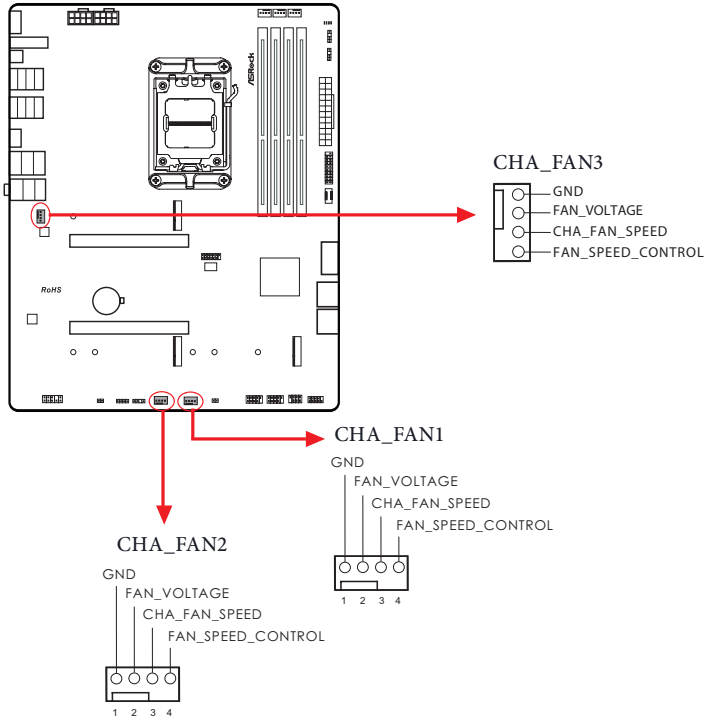 ASRock
CHA_FAN3
GND
FAN_VOLTAGE
CHA_FAN_SPEED
FAN_SPEED_CONTROL
RoHS
CHA_FAN1
GND
FAN_VOLTAGE
CHA_FAN_SPEED
FAN_SPEED_CONTROL
1 2 3 4
CHA_FAN2
GND
FAN_VOLTAGE
CHA_FAN_SPEED
FAN_SPEED_CONTROL
1 2 3 4